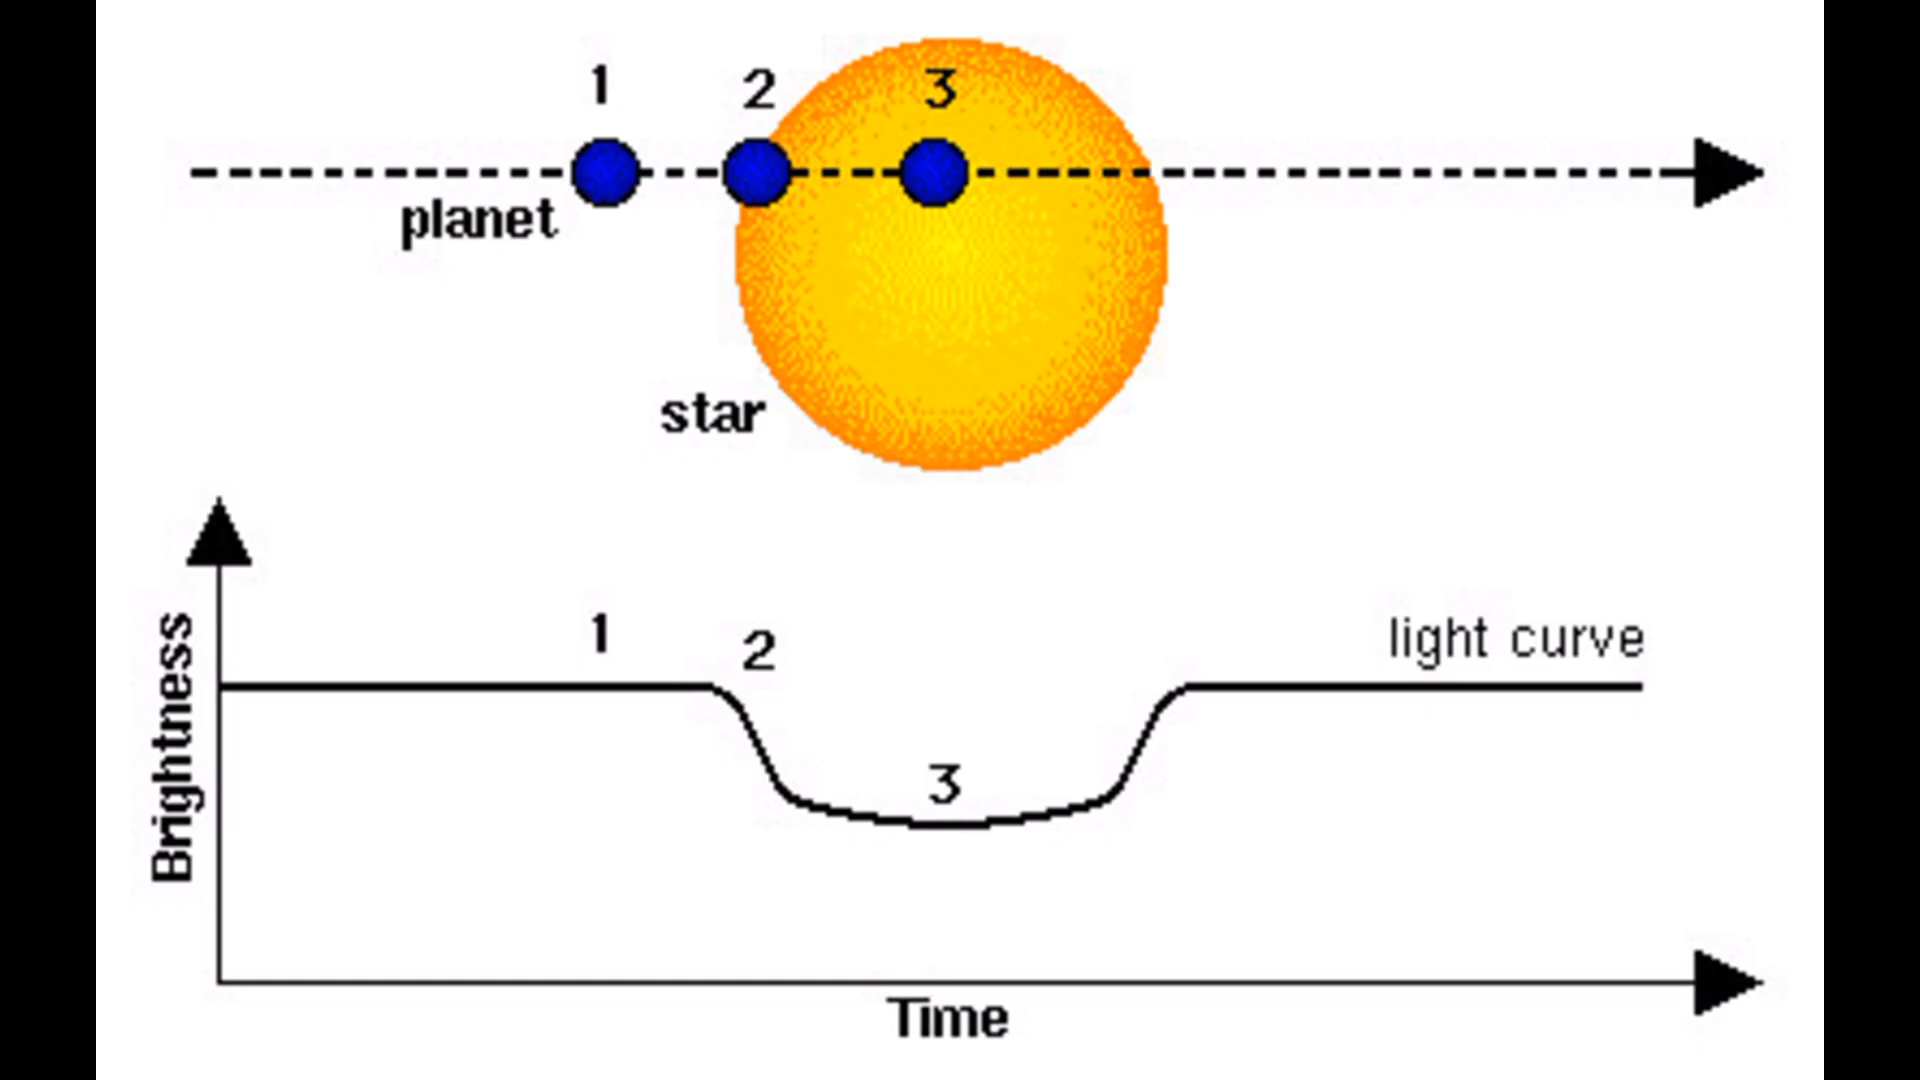 1 2 3
planet
star
1
2
light curve
3
Brightness
Time